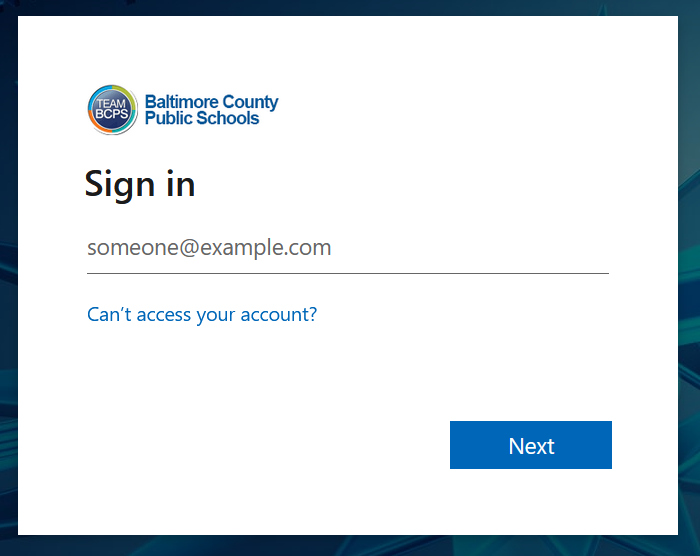 TEAM
BCPS
Baltimore County
Public Schools
Sign in
someone@example.com
Can't access your account?
Next